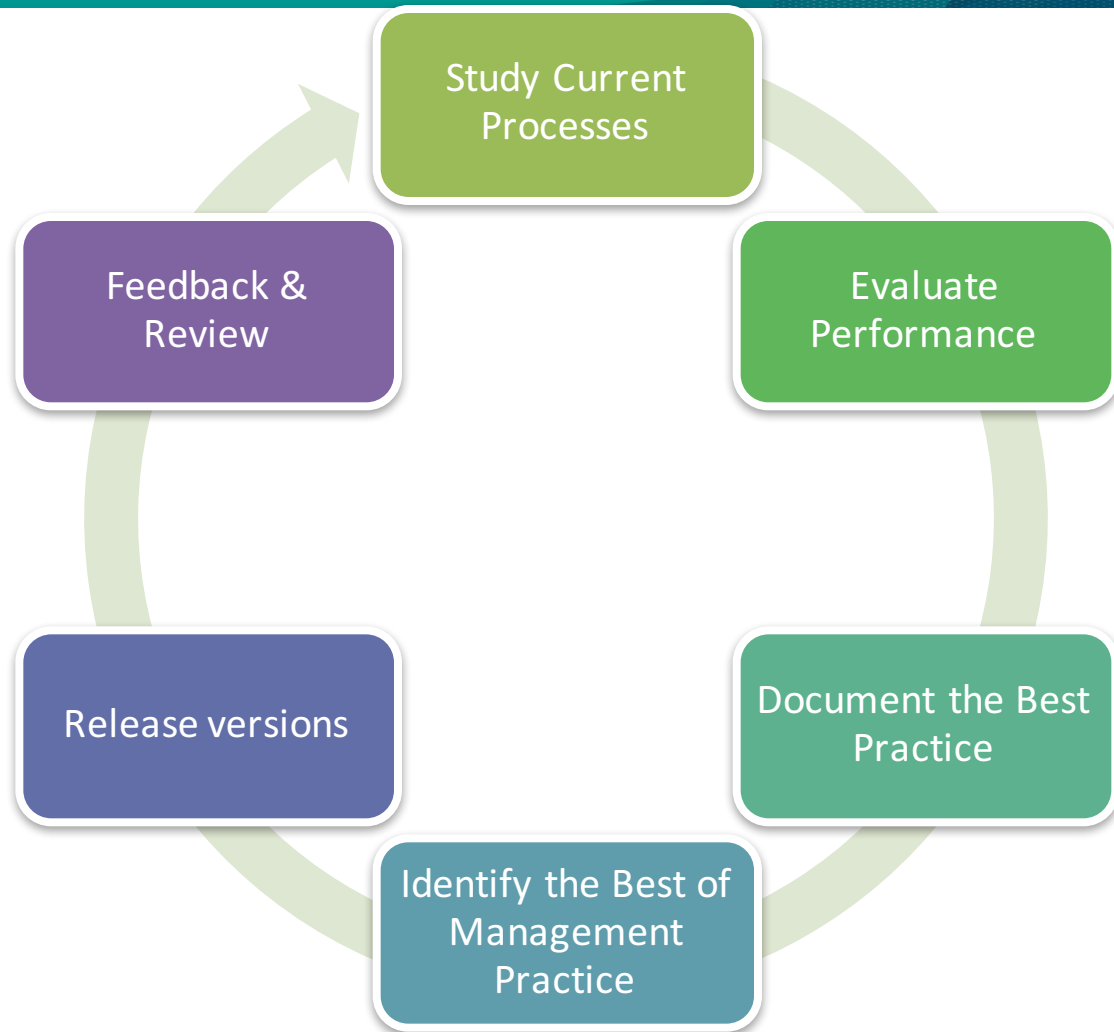 Study Current
Processes
Evaluate
Performance
Document the Best
Practice
Identify the Best of
Management
Practice
Release versions
Feedback &
Review